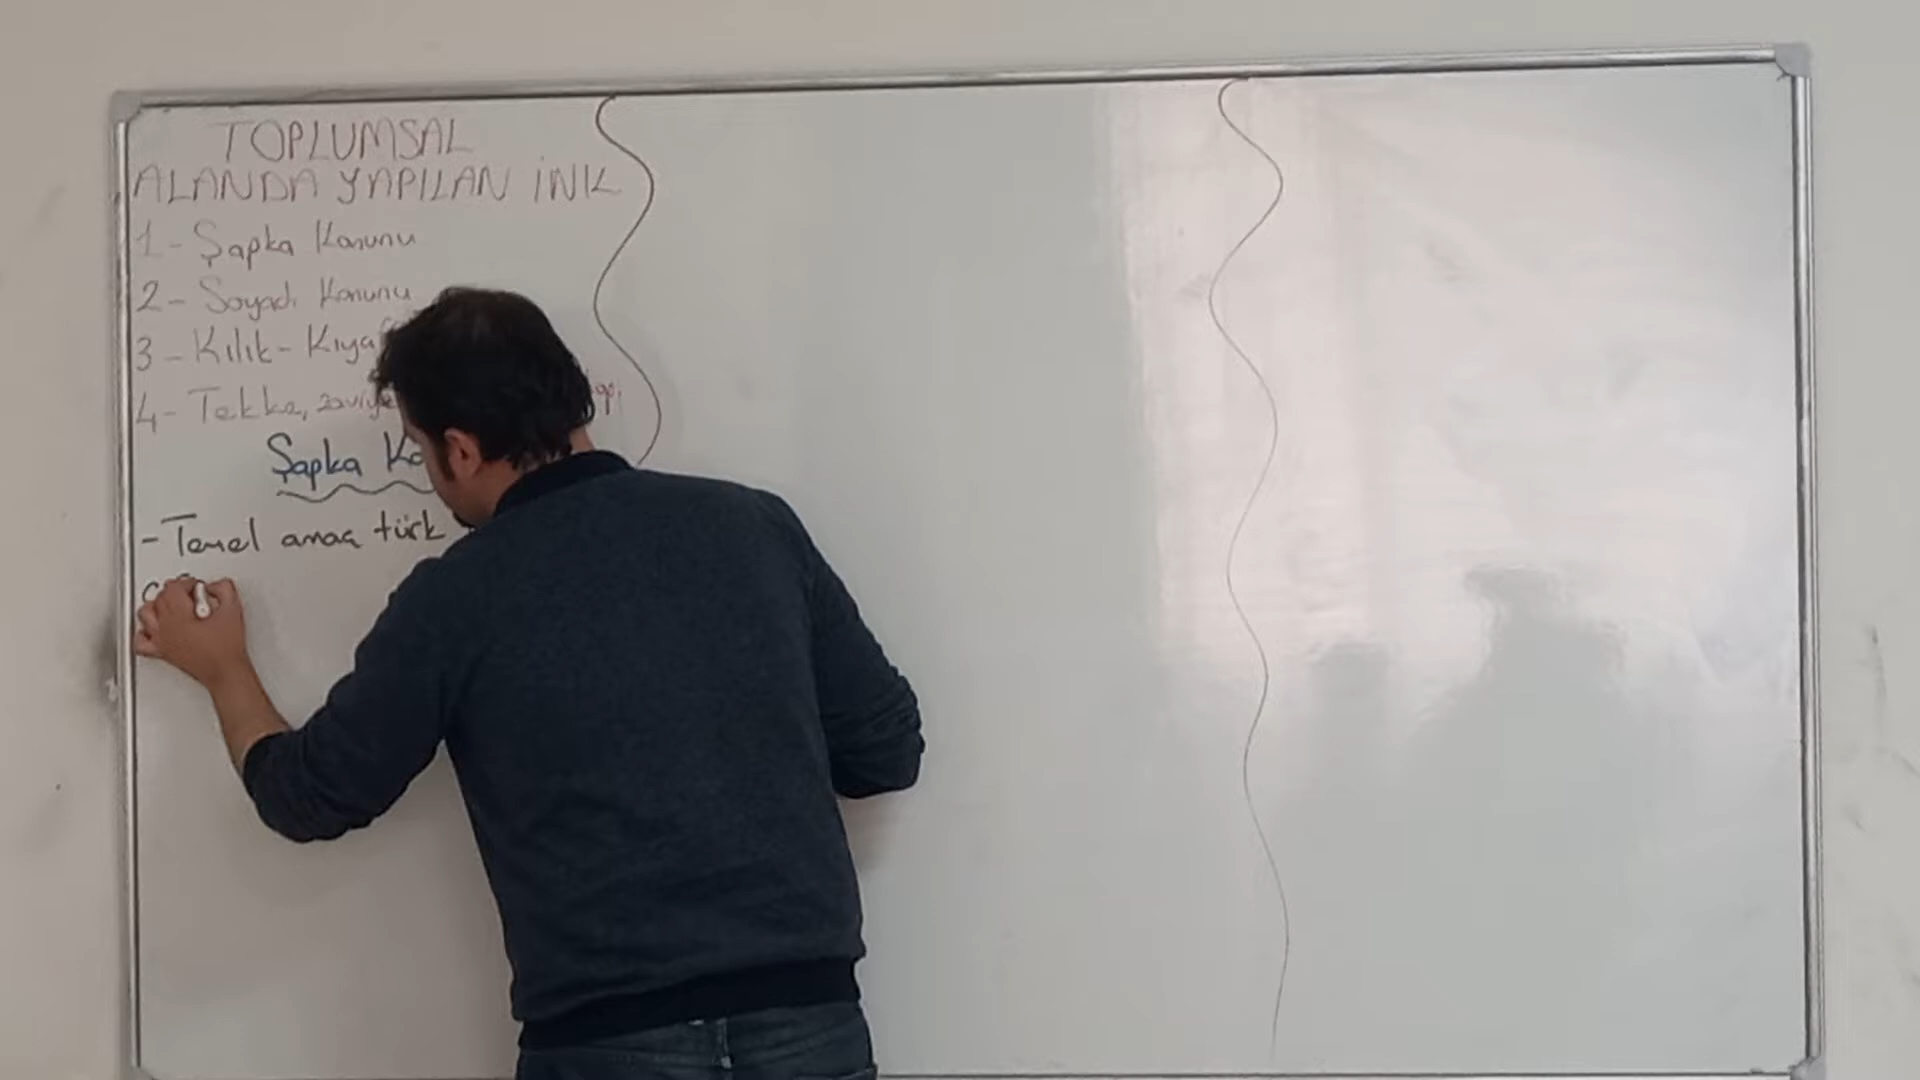 TOPLUMSAL
ALANDA YAPILAN İNK
1- Şapka Kanunu
2- Soyadı Kanunu
3- Kılık-Kıya
4- Tekke, zaviye
Şapka Ka
- Temel amaç türk